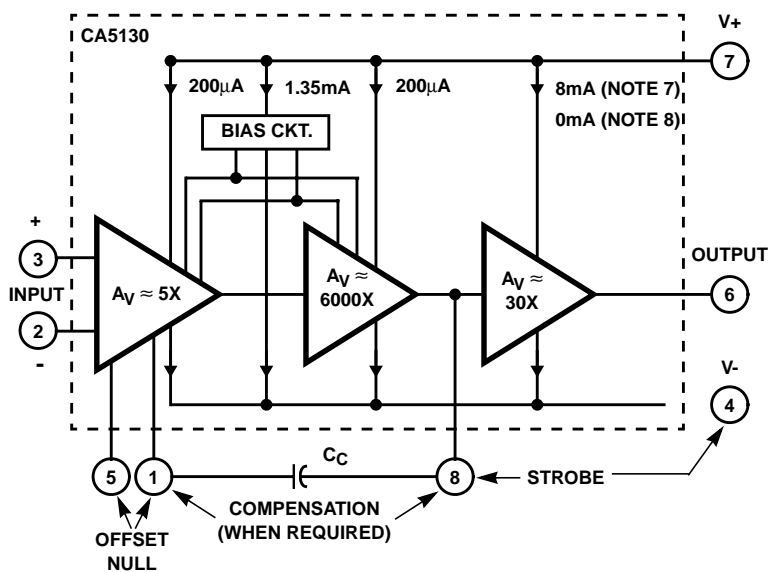 CA5130
V+
7
200μA
1.35mA
200μA
8mA (NOTE 7)
0mA (NOTE 8)
BIAS CKT.
+
3
INPUT
2
-
AV ≈ 5X
AV ≈
6000X
AV ≈
30X
OUTPUT
6
V-
4
CC
5
1
8
STROBE
OFFSET
NULL
COMPENSATION
(WHEN REQUIRED)